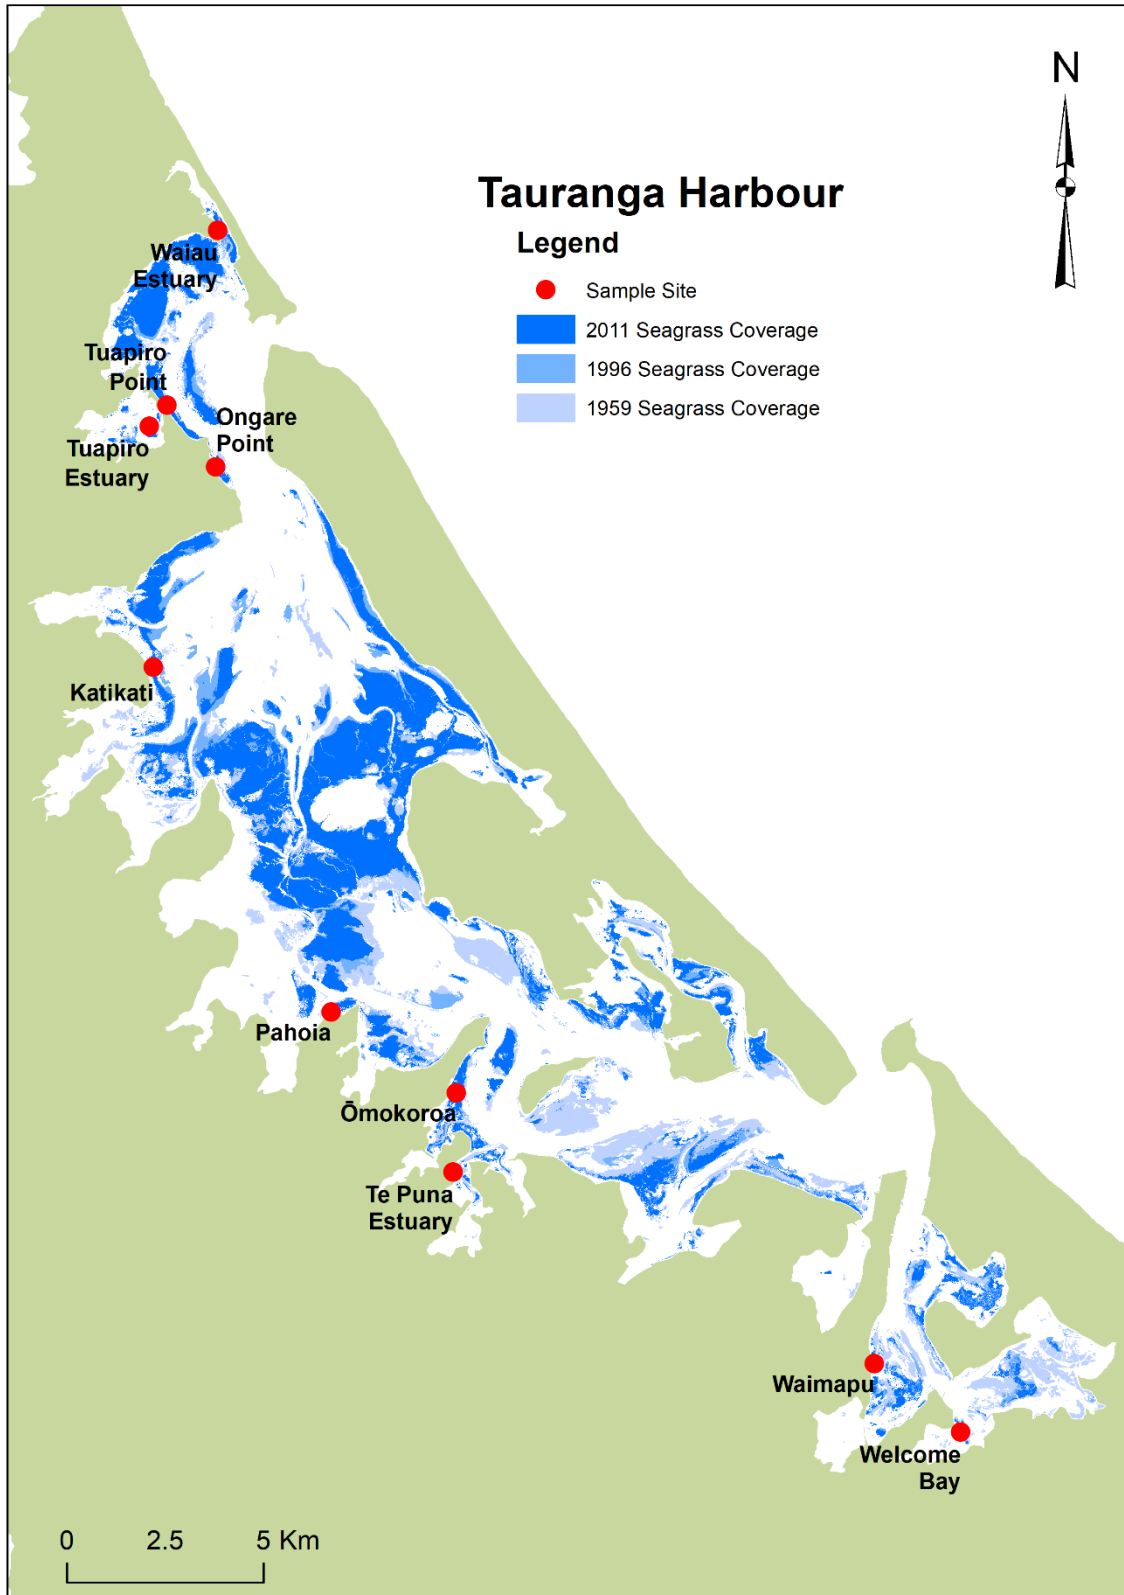 N
Tauranga Harbour
Legend
Sample Site
2011 Seagrass Coverage
1996 Seagrass Coverage
1959 Seagrass Coverage
Waiau
Estuary
Tuapiro
Point
Ongare
Point
Tuapiro
Estuary
Katikati
Pahoia
Ōmokoroa
Te Puna
Estuary
Waimapu
Welcome
Bay
0 2.5 5 Km